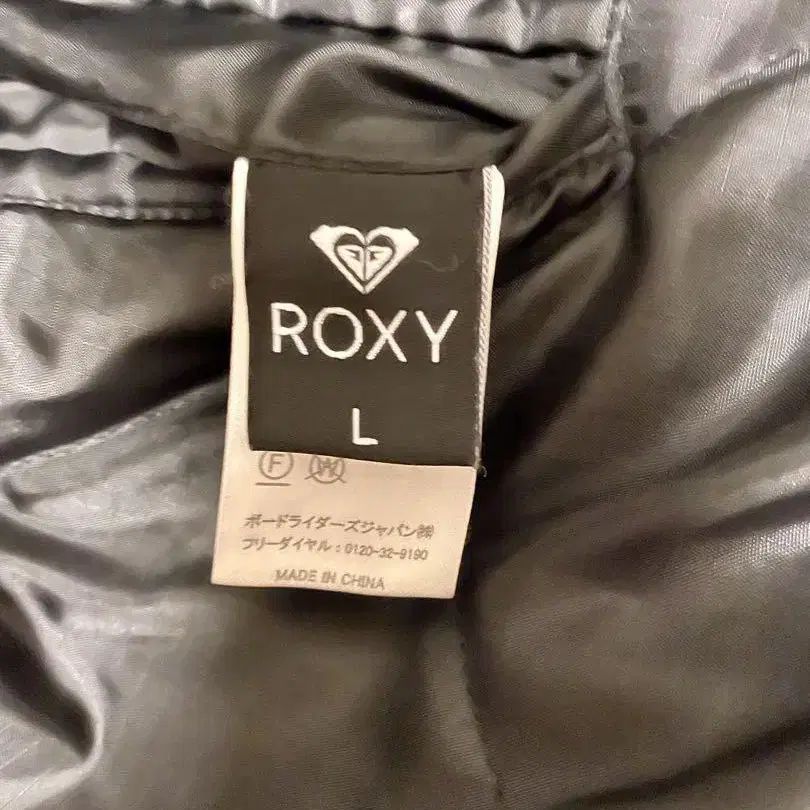 ROXY
L
F W
ボードライダーズジャパン㈱
フリーダイヤル：0120-32-9190
MADE IN CHINA